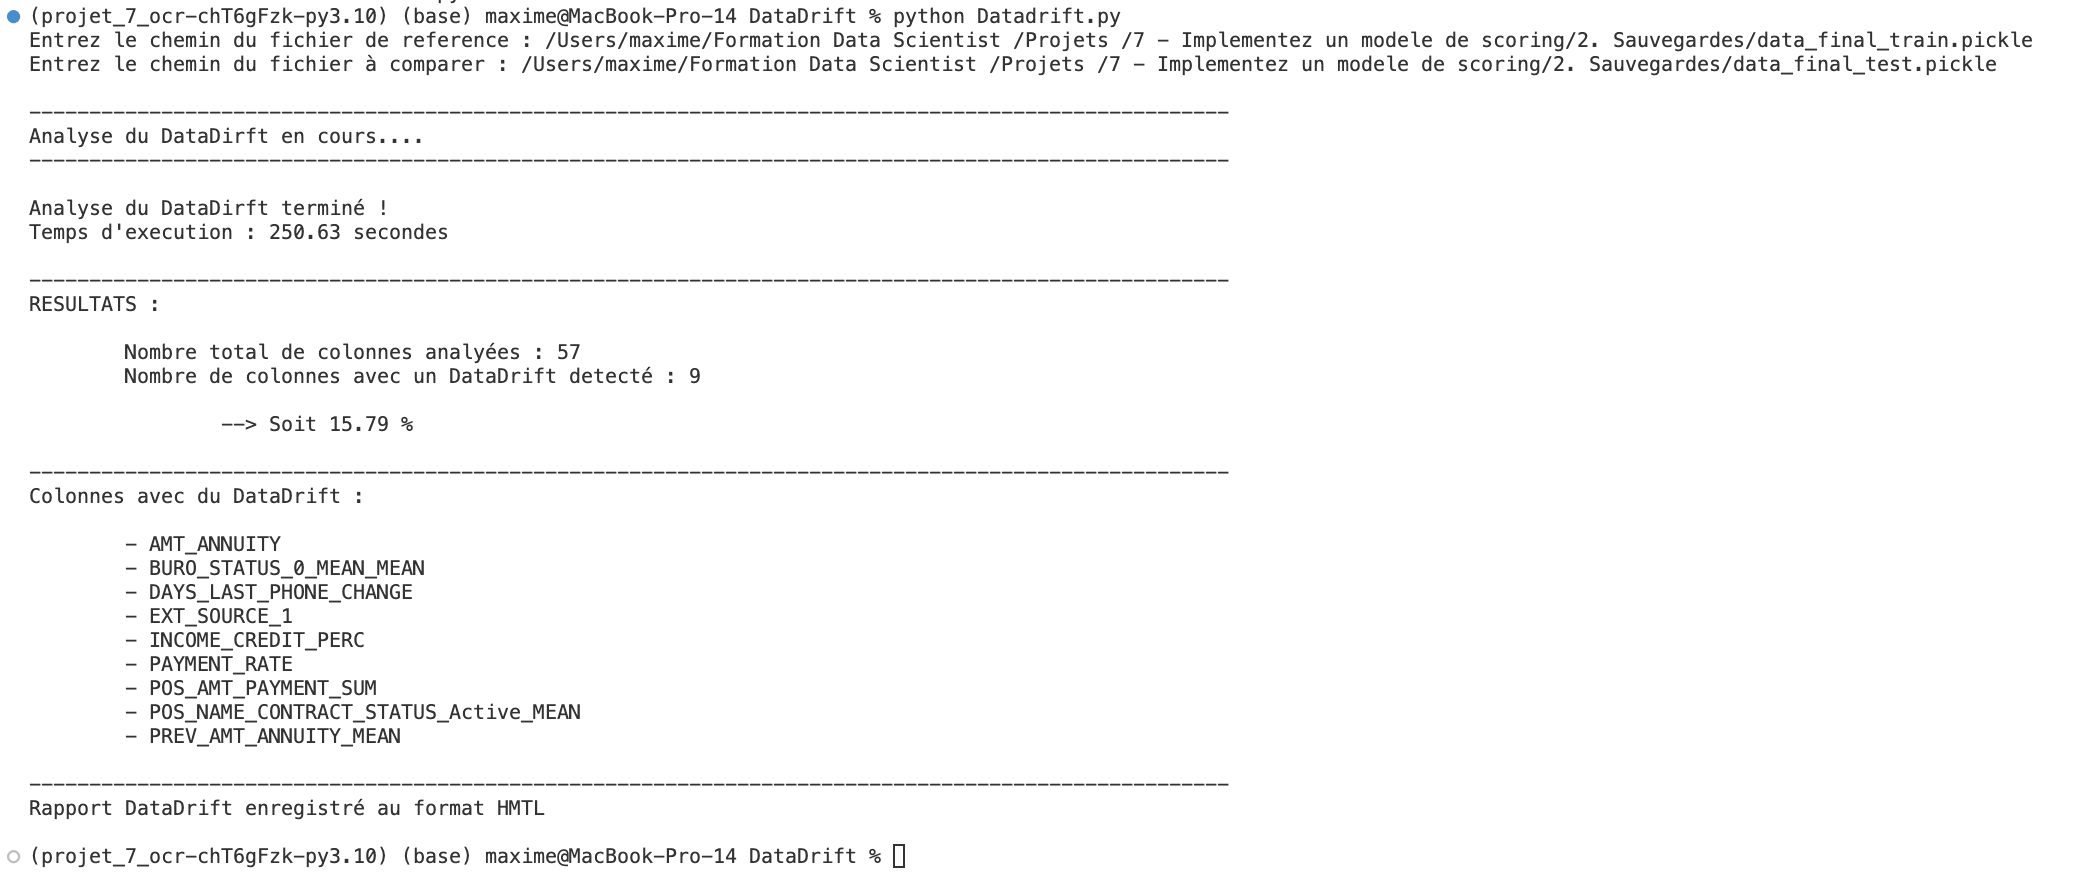 (projet_7_ocr-chT6gFzk-py3.10) (base) maxime@MacBook-Pro-14 DataDrift % python Datadrift.py
Entrez le chemin du fichier de reference : /Users/maxime/Formation Data Scientist /Projets /7 – Implementez un modele de scoring/2. Sauvegardes/data_final_train.pickle
Entrez le chemin du fichier à comparer : /Users/maxime/Formation Data Scientist /Projets /7 – Implementez un modele de scoring/2. Sauvegardes/data_final_test.pickle
____________________________________________________________________________________________________
Analyse du DataDirft en cours....
____________________________________________________________________________________________________
Analyse du DataDirft terminé !
Temps d'execution : 250.63 secondes
____________________________________________________________________________________________________
RESULTATS :
Nombre total de colonnes analyées : 57
Nombre de colonnes avec un DataDrift detecté : 9
--> Soit 15.79 %
____________________________________________________________________________________________________
Colonnes avec du DataDrift :
- AMT_ANNUITY
- BURO_STATUS_0_MEAN_MEAN
- DAYS_LAST_PHONE_CHANGE
- EXT_SOURCE_1
- INCOME_CREDIT_PERC
- PAYMENT_RATE
- POS_AMT_PAYMENT_SUM
- POS_NAME_CONTRACT_STATUS_Active_MEAN
- PREV_AMT_ANNUITY_MEAN
____________________________________________________________________________________________________
Rapport DataDrift enregistré au format HMTL
(projet_7_ocr-chT6gFzk-py3.10) (base) maxime@MacBook-Pro-14 DataDrift %